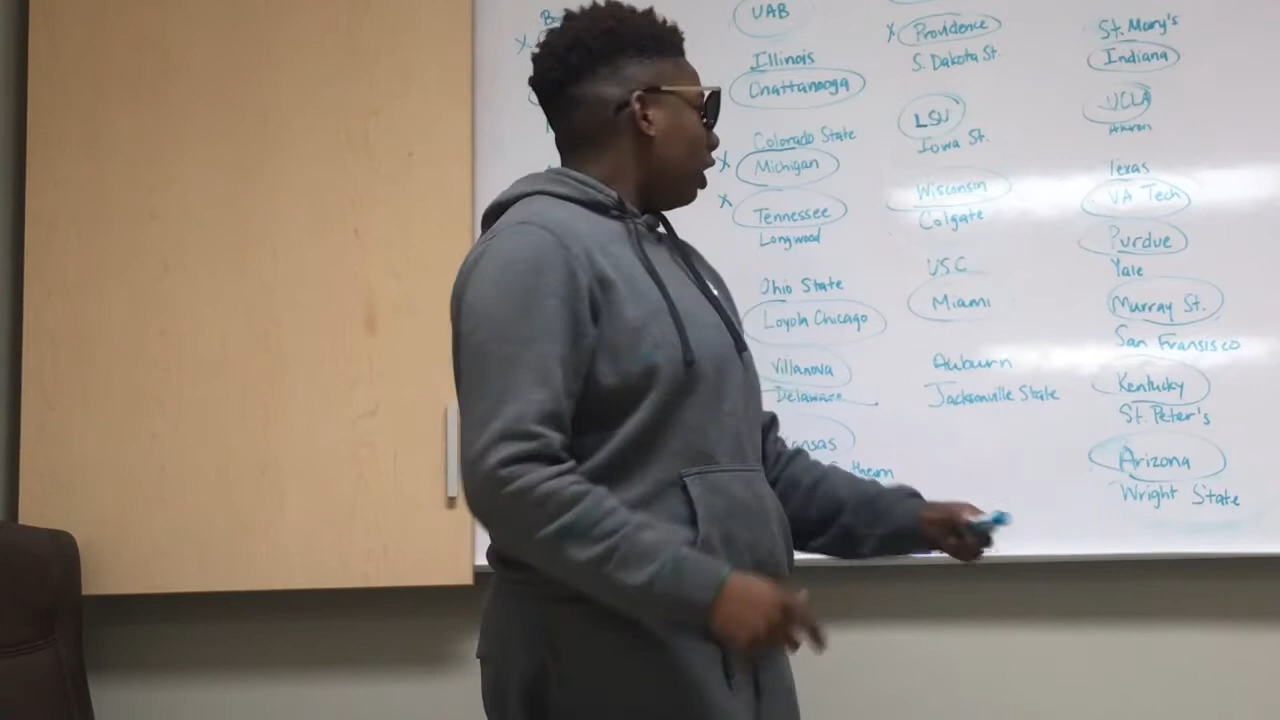 UAB
Illinois
Chattanooga
Colorado State
X Michigan
X Tennessee
Longwood
Ohio State
Loyola Chicago
Villanova
Delaware
X Providence
S. Dakota St.
LSU
Iowa St.
Wisconsin
Colgate
USC
Miami
Auburn
Jacksonville State
St. Mary's
Indiana
UCLA
Akron
Texas
VA Tech
Purdue
Yale
Murray St.
San Fransisco
Kentucky
St. Peter's
Arizona
Wright State